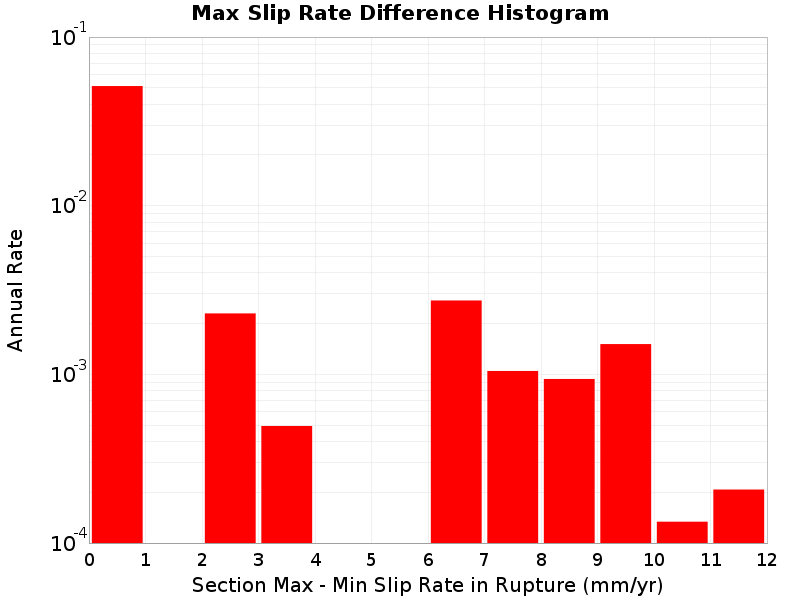 Max Slip Rate Difference Histogram
10^-1
10^-2
10^-3
10^-4
Annual Rate
0 1 2 3 4 5 6 7 8 9 10 11 12
Section Max - Min Slip Rate in Rupture (mm/yr)